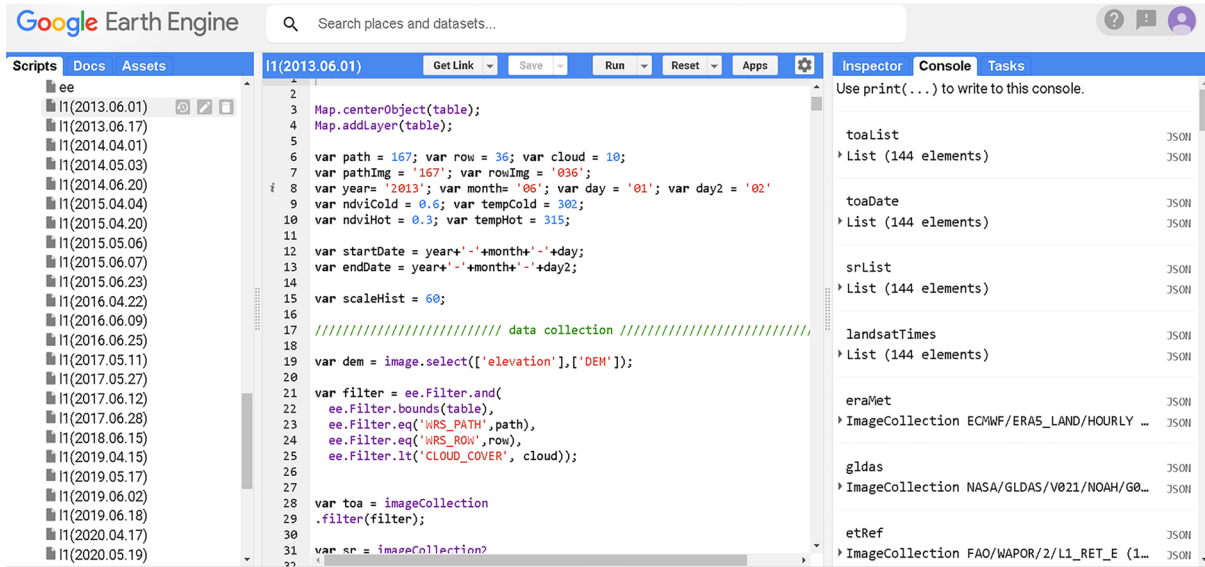 Google Earth Engine
Search places and datasets...
Scripts Docs Assets
ee
l1(2013.06.01)
l1(2013.06.17)
l1(2014.04.01)
l1(2014.05.03)
l1(2014.06.20)
l1(2015.04.04)
l1(2015.04.20)
l1(2015.05.06)
l1(2015.06.07)
l1(2015.06.23)
l1(2016.04.22)
l1(2016.06.09)
l1(2016.06.25)
l1(2017.05.11)
l1(2017.05.27)
l1(2017.06.12)
l1(2017.06.28)
l1(2018.06.15)
l1(2019.04.15)
l1(2019.05.17)
l1(2019.06.02)
l1(2019.06.18)
l1(2020.04.17)
l1(2020.05.19)
l1(2013.06.01) Get Link Save Run Reset Apps
1
2
3 Map.centerObject(table);
4 Map.addLayer(table);
5
6 var path = 167; var row = 36; var cloud = 10;
7 var pathImg = '167'; var rowImg = '036';
i 8 var year= '2013'; var month= '06'; var day = '01'; var day2 = '02'
9 var ndviCold = 0.6; var tempCold = 302;
10 var ndviHot = 0.3; var tempHot = 315;
11
12 var startDate = year+'-'+month+'-'+day;
13 var endDate = year+'-'+month+'-'+day2;
14
15 var scaleHist = 60;
16
17 /////////////////////////// data collection ////////////////////////////
18
19 var dem = image.select(['elevation'],['DEM']);
20
21 var filter = ee.Filter.and(
22 ee.Filter.bounds(table),
23 ee.Filter.eq('WRS_PATH',path),
24 ee.Filter.eq('WRS_ROW',row),
25 ee.Filter.lt('CLOUD_COVER', cloud));
26
27
28 var toa = imageCollection
29 .filter(filter);
30
31 var sr = imageCollection2
32
Inspector Console Tasks
Use print(...) to write to this console.
toaList JSON
List (144 elements) JSON
toaDate JSON
List (144 elements) JSON
srList JSON
List (144 elements) JSON
landsatTimes JSON
List (144 elements) JSON
eraMet JSON
ImageCollection ECMWF/ERA5_LAND/HOURLY … JSON
gldas JSON
ImageCollection NASA/GLDAS/V021/NOAH/G0… JSON
etRef JSON
ImageCollection FAO/WAPOR/2/L1_RET_E (1… JSON